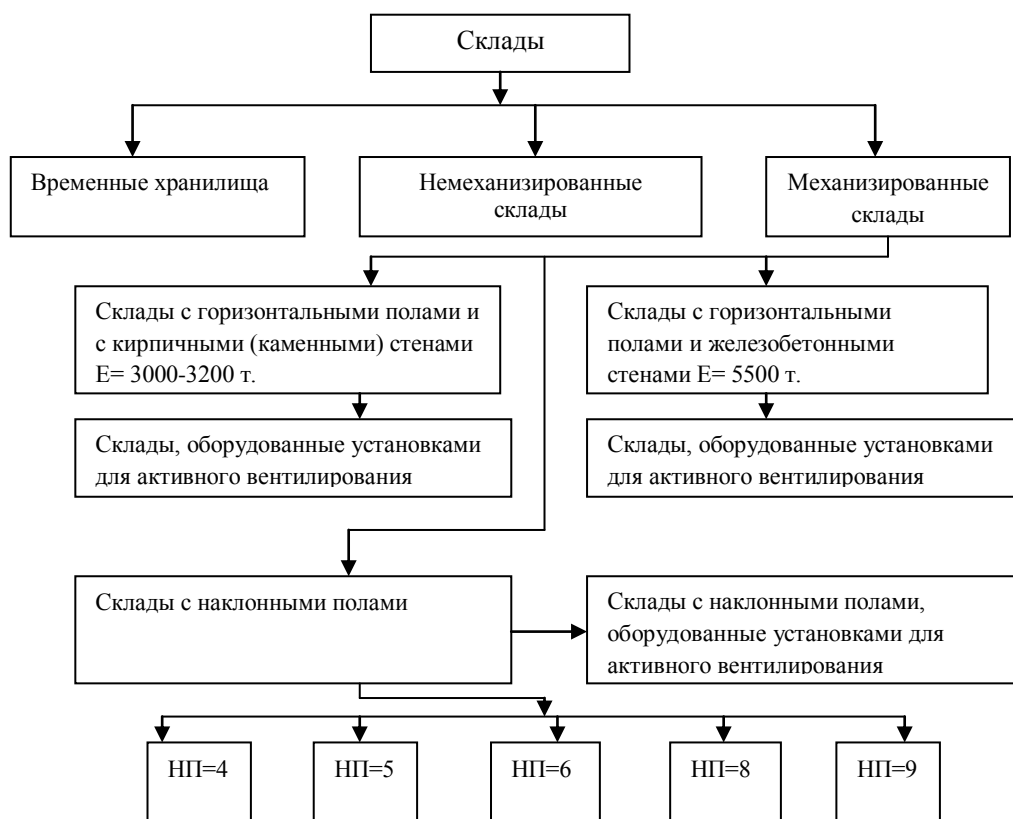 Склады
Временные хранилища
Немеханизированные
склады
Механизированные
склады
Склады с горизонтальными полами и
с кирпичными (каменными) стенами
Е= 3000-3200 т.
Склады с горизонтальными
полами и железобетонными
стенами Е= 5500 т.
Склады, оборудованные установками
для активного вентилирования
Склады, оборудованные установками
для активного вентилирования
Склады с наклонными полами
Склады с наклонными полами,
оборудованные установками для
активного вентилирования
НП=4
НП=5
НП=6
НП=8
НП=9